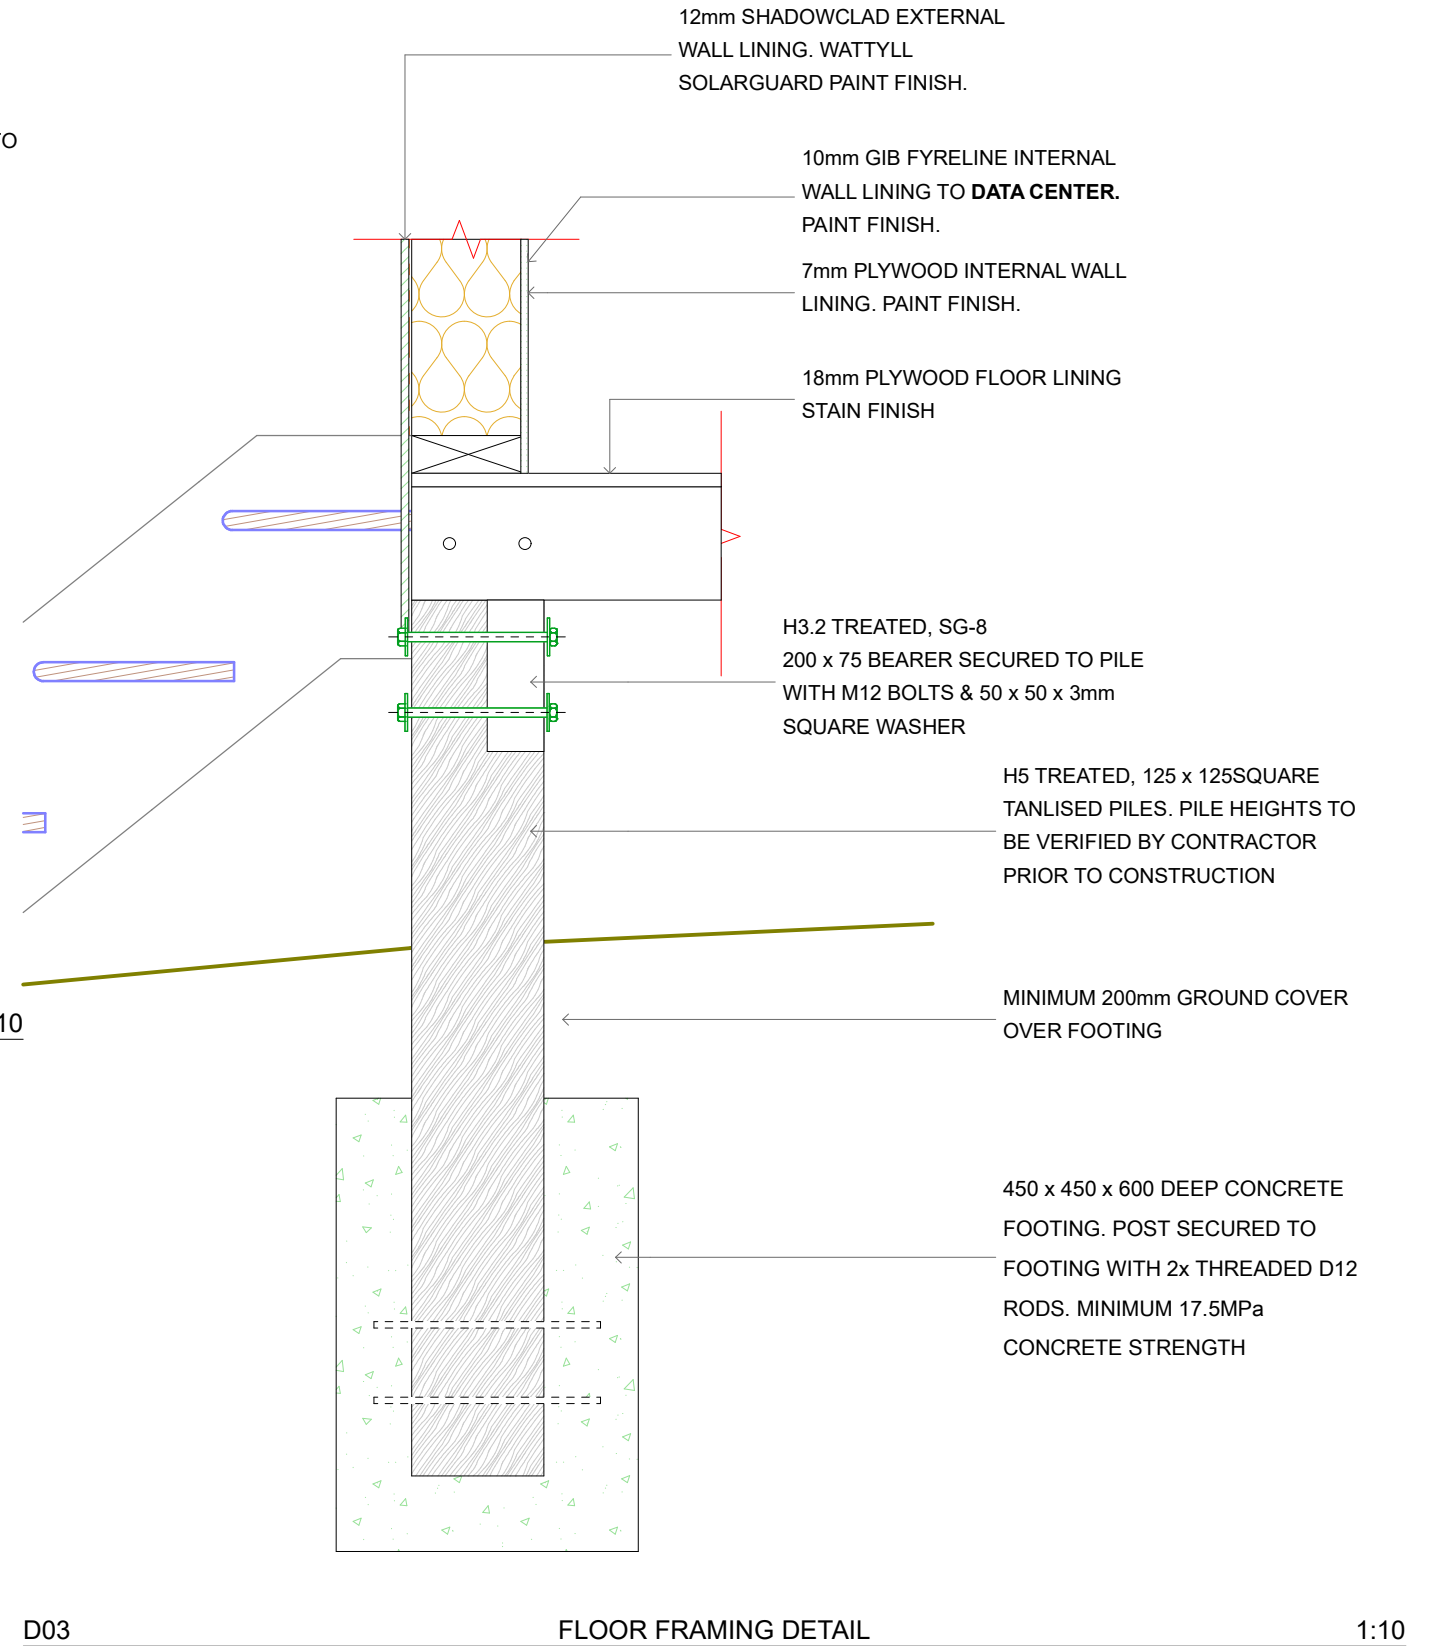 12mm SHADOWCLAD EXTERNAL
WALL LINING. WATTYLL
SOLARGUARD PAINT FINISH.
TO
10mm GIB FYRELINE INTERNAL
WALL LINING TO DATA CENTER.
PAINT FINISH.
7mm PLYWOOD INTERNAL WALL
LINING. PAINT FINISH.
18mm PLYWOOD FLOOR LINING
STAIN FINISH
H3.2 TREATED, SG-8
200 x 75 BEARER SECURED TO PILE
WITH M12 BOLTS & 50 x 50 x 3mm
SQUARE WASHER
H5 TREATED, 125 x 125SQUARE
TANLISED PILES. PILE HEIGHTS TO
BE VERIFIED BY CONTRACTOR
PRIOR TO CONSTRUCTION
MINIMUM 200mm GROUND COVER
OVER FOOTING
10
450 x 450 x 600 DEEP CONCRETE
FOOTING. POST SECURED TO
FOOTING WITH 2x THREADED D12
RODS. MINIMUM 17.5MPa
CONCRETE STRENGTH
D03 FLOOR FRAMING DETAIL 1:10